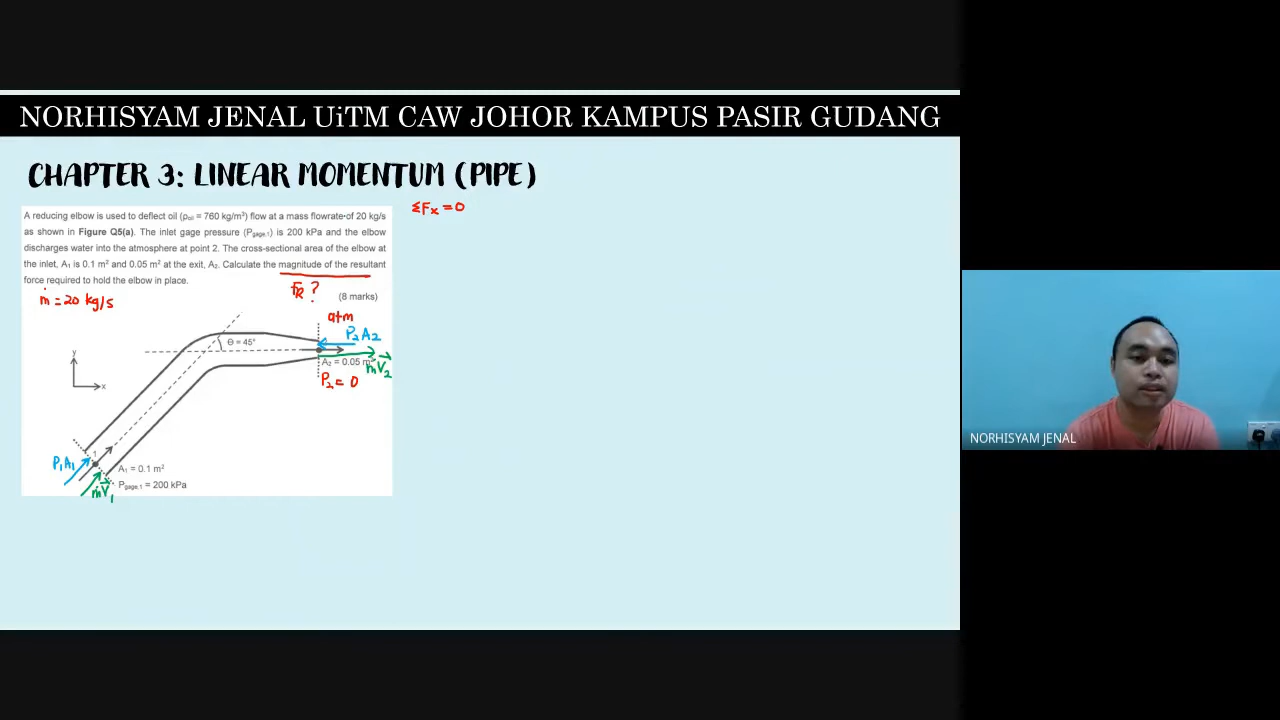 NORHISYAM JENAL UiTM CAW JOHOR KAMPUS PASIR GUDANG
CHAPTER 3: LINEAR MOMENTUM (PIPE)
A reducing elbow is used to deflect oil (ρoil = 760 kg/m³) flow at a mass flowrate of 20 kg/s
as shown in Figure Q5(a). The inlet gage pressure (Pgage,1) is 200 kPa and the elbow
discharges water into the atmosphere at point 2. The cross-sectional area of the elbow at
the inlet, A1 is 0.1 m² and 0.05 m² at the exit, A2. Calculate the magnitude of the resultant
force required to hold the elbow in place.
(8 marks)
ΣFx = 0
FR ?
ṁ = 20 kg/s
atm
P2A2
θ = 45°
A2 = 0.05 m²
ṁV⃗2
P2 = 0
y
x
P1A1
1
A1 = 0.1 m²
Pgage,1 = 200 kPa
ṁV⃗1
NORHISYAM JENAL